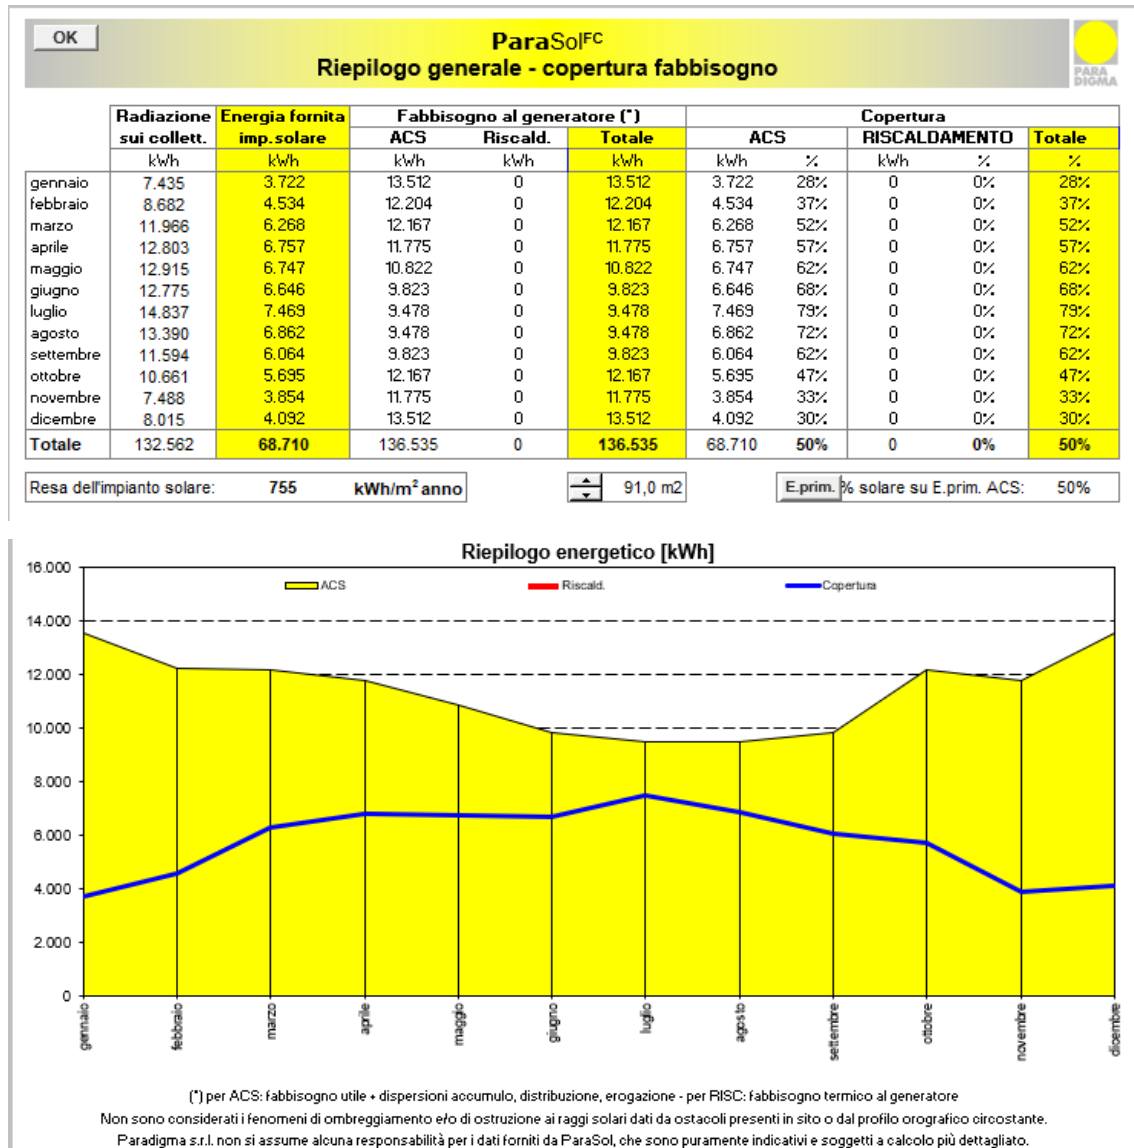 OK
ParaSolFC
Riepilogo generale - copertura fabbisogno
PARA
DIGMA
Radiazione Energia fornita Fabbisogno al generatore (*) Copertura
sui collett. imp.solare ACS Riscald. Totale ACS RISCALDAMENTO Totale
kWh kWh kWh kWh kWh kWh % kWh % %
gennaio 7.435 3.722 13.512 0 13.512 3.722 28% 0 0% 28%
febbraio 8.682 4.534 12.204 0 12.204 4.534 37% 0 0% 37%
marzo 11.966 6.268 12.167 0 12.167 6.268 52% 0 0% 52%
aprile 12.803 6.757 11.775 0 11.775 6.757 57% 0 0% 57%
maggio 12.915 6.747 10.822 0 10.822 6.747 62% 0 0% 62%
giugno 12.775 6.646 9.823 0 9.823 6.646 68% 0 0% 68%
luglio 14.837 7.469 9.478 0 9.478 7.469 79% 0 0% 79%
agosto 13.390 6.862 9.478 0 9.478 6.862 72% 0 0% 72%
settembre 11.594 6.064 9.823 0 9.823 6.064 62% 0 0% 62%
ottobre 10.661 5.695 12.167 0 12.167 5.695 47% 0 0% 47%
novembre 7.488 3.854 11.775 0 11.775 3.854 33% 0 0% 33%
dicembre 8.015 4.092 13.512 0 13.512 4.092 30% 0 0% 30%
Totale 132.562 68.710 136.535 0 136.535 68.710 50% 0 0% 50%
Resa dell'impianto solare: 755 kWh/m² anno 91,0 m2 E.prim. % solare su E.prim. ACS: 50%
Riepilogo energetico [kWh]
ACS Riscald. Copertura
16.000
14.000
12.000
10.000
8.000
6.000
4.000
2.000
0
gennaio febbraio marzo aprile maggio giugno luglio agosto settembre ottobre novembre dicembre
(*) per ACS: fabbisogno utile + dispersioni accumulo, distribuzione, erogazione - per RISC: fabbisogno termico al generatore
Non sono considerati i fenomeni di ombreggiamento e/o di ostruzione ai raggi solari dati da ostacoli presenti in sito o dal profilo orografico circostante.
Paradigma s.r.l. non si assume alcuna responsabilità per i dati forniti da ParaSol, che sono puramente indicativi e soggetti a calcolo più dettagliato.